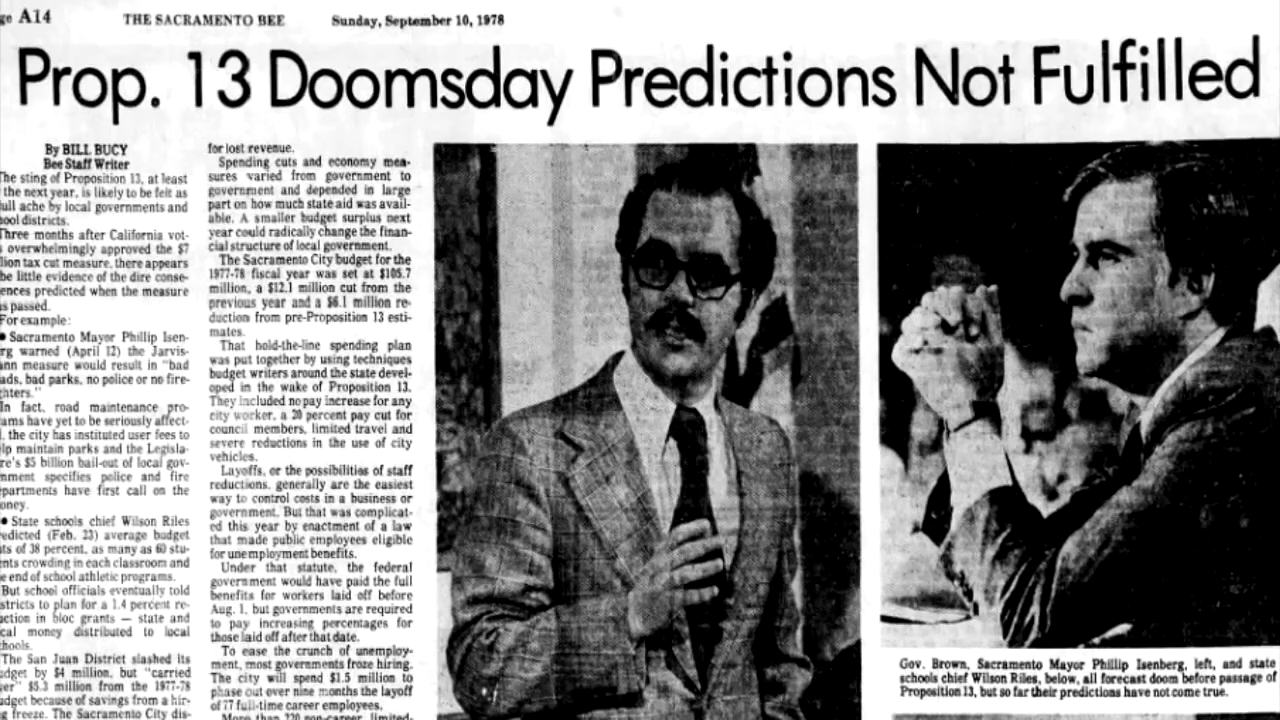 ge A14 THE SACRAMENTO BEE Sunday, September 10, 1978
Prop. 13 Doomsday Predictions Not Fulfilled
By BILL BUCY
Bee Staff Writer
The sting of Proposition 13, at least
the next year, is likely to be felt as
ull ache by local governments and
ool districts.
Three months after California vot-
s overwhelmingly approved the $7
lion tax cut measure, there appears
be little evidence of the dire conse-
ences predicted when the measure
as passed.
For example:
● Sacramento Mayor Phillip Isen-
rg warned (April 12) the Jarvis-
ann measure would result in "bad
ads, bad parks, no police or no fire-
ghters."
In fact, road maintenance pro-
ams have yet to be seriously affect-
l, the city has instituted user fees to
lp maintain parks and the Legisla-
re's $5 billion bail-out of local gov-
nment specifies police and fire
partments have first call on the
oney.
● State schools chief Wilson Riles
edicted (Feb. 23) average budget
ts of 38 percent, as many as 60 stu-
nts crowding in each classroom and
e end of school athletic programs.
But school officials eventually told
stricts to plan for a 1.4 percent re-
ction in bloc grants — state and
cal money distributed to local
hools.
The San Juan District slashed its
dget by $4 million, but "carried
er" $5.3 million from the 1977-78
dget because of savings from a hir-
g freeze. The Sacramento City dis-
for lost revenue.
Spending cuts and economy mea-
sures varied from government to
government and depended in large
part on how much state aid was avail-
able. A smaller budget surplus next
year could radically change the finan-
cial structure of local government.
The Sacramento City budget for the
1977-78 fiscal year was set at $105.7
million, a $12.1 million cut from the
previous year and a $6.1 million re-
duction from pre-Proposition 13 esti-
mates.
That hold-the-line spending plan
was put together by using techniques
budget writers around the state devel-
oped in the wake of Proposition 13.
They included no pay increase for any
city worker, a 20 percent pay cut for
council members, limited travel and
severe reductions in the use of city
vehicles.
Layoffs, or the possibilities of staff
reductions, generally are the easiest
way to control costs in a business or
government. But that was complicat-
ed this year by enactment of a law
that made public employees eligible
for unemployment benefits.
Under that statute, the federal
government would have paid the full
benefits for workers laid off before
Aug. 1, but governments are required
to pay increasing percentages for
those laid off after that date.
To ease the crunch of unemploy-
ment, most governments froze hiring.
The city will spend $1.5 million to
phase out over nine months the layoff
of 77 full-time career employees.
More than 220 non-career, limited-
Gov. Brown, Sacramento Mayor Phillip Isenberg, left, and state
schools chief Wilson Riles, below, all forecast doom before passage of
Proposition 13, but so far their predictions have not come true.